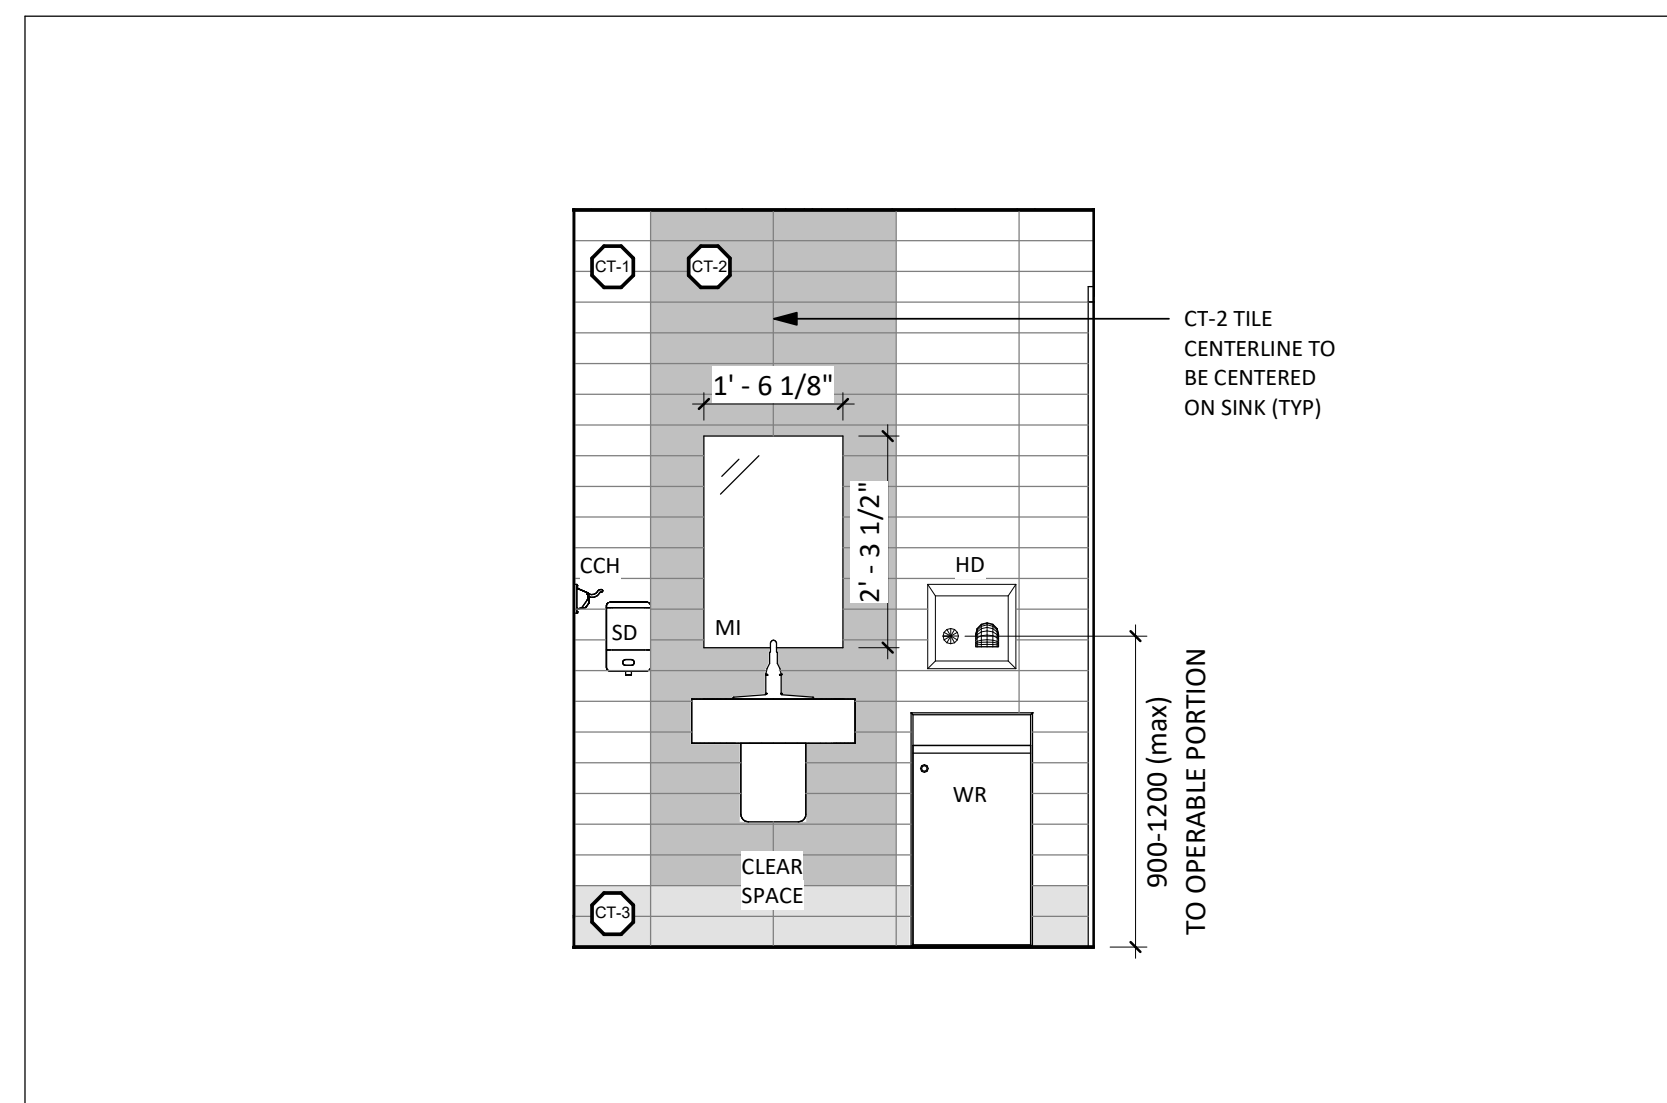 CT-1
CT-2
CT-2 TILE
CENTERLINE TO
BE CENTERED
ON SINK (TYP)
1' - 6 1/8"
2' - 3 1/2"
CCH
HD
SD
MI
WR
900-1200 (max)
TO OPERABLE PORTION
CLEAR
SPACE
CT-3